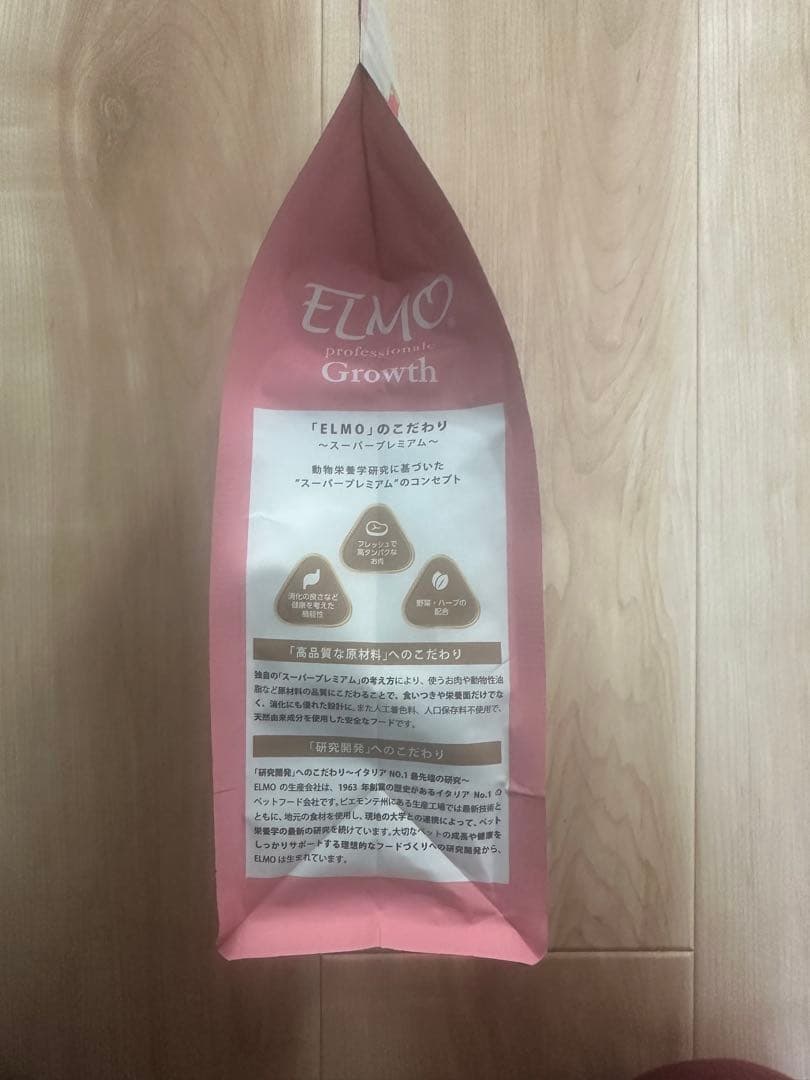 ELMO
professionale
Growth
「ELMO」のこだわり
～スーパープレミアム～
動物栄養学研究に基づいた
"スーパープレミアム"のコンセプト
フレッシュで
高タンパクな
お肉
消化の良さなど
健康を考えた
機能性
野菜・ハーブの
配合
「高品質な原材料」へのこだわり
独自の「スーパープレミアム」の考え方により、使うお肉や動物性油
脂など原材料の品質にこだわることで、食いつきや栄養面だけでな
く、消化にも優れた設計に。また人工着色料、人口保存料不使用で、
天然由来成分を使用した安全なフードです。
「研究開発」へのこだわり
「研究開発」へのこだわり～イタリア NO.1 最先端の研究～
ELMO の生産会社は、1963 年創業の歴史があるイタリア No.1 の
ペットフード会社です。ピエモンテ州にある生産工場では最新技術と
ともに、地元の食材を使用し、現地の大学との連携によって、ペット
栄養学の最新の研究を続けています。大切なペットの成長や健康を
しっかりサポートする理想的なフードづくりへの研究開発から、
ELMO は生まれています。